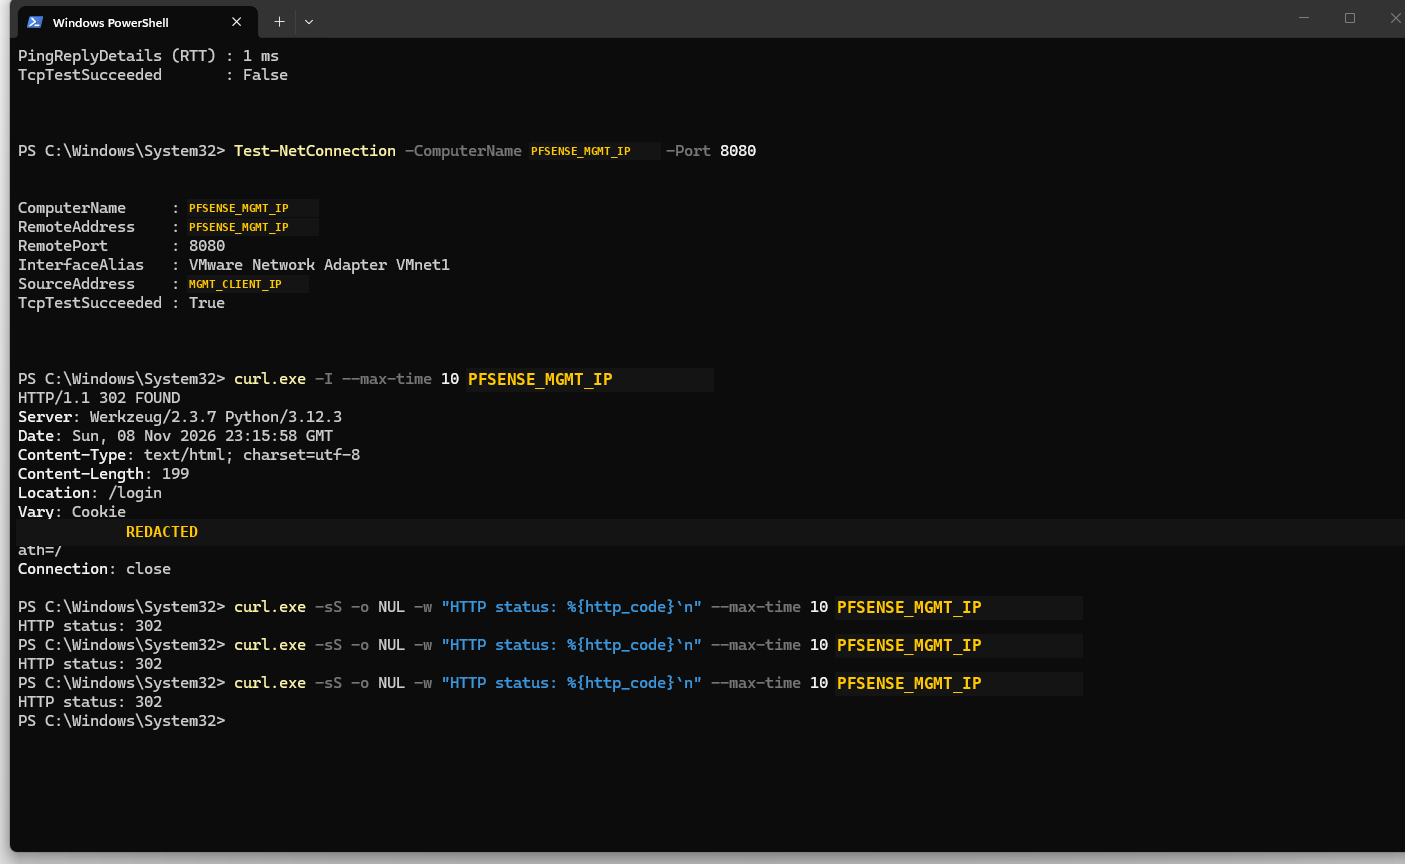 Windows PowerShell
PingReplyDetails (RTT) : 1 ms
TcpTestSucceeded       : False
PS C:\Windows\System32> Test-NetConnection -ComputerName PFSENSE_MGMT_IP -Port 8080
ComputerName     : PFSENSE_MGMT_IP
RemoteAddress    : PFSENSE_MGMT_IP
RemotePort       : 8080
InterfaceAlias   : VMware Network Adapter VMnet1
SourceAddress    : MGMT_CLIENT_IP
TcpTestSucceeded : True
PS C:\Windows\System32> curl.exe -I --max-time 10 PFSENSE_MGMT_IP
HTTP/1.1 302 FOUND
Server: Werkzeug/2.3.7 Python/3.12.3
Date: Sun, 08 Nov 2026 23:15:58 GMT
Content-Type: text/html; charset=utf-8
Content-Length: 199
Location: /login
Vary: Cookie
REDACTED
ath=/
Connection: close
PS C:\Windows\System32> curl.exe -sS -o NUL -w "HTTP status: %{http_code}`n" --max-time 10 PFSENSE_MGMT_IP
HTTP status: 302
PS C:\Windows\System32> curl.exe -sS -o NUL -w "HTTP status: %{http_code}`n" --max-time 10 PFSENSE_MGMT_IP
HTTP status: 302
PS C:\Windows\System32> curl.exe -sS -o NUL -w "HTTP status: %{http_code}`n" --max-time 10 PFSENSE_MGMT_IP
HTTP status: 302
PS C:\Windows\System32>